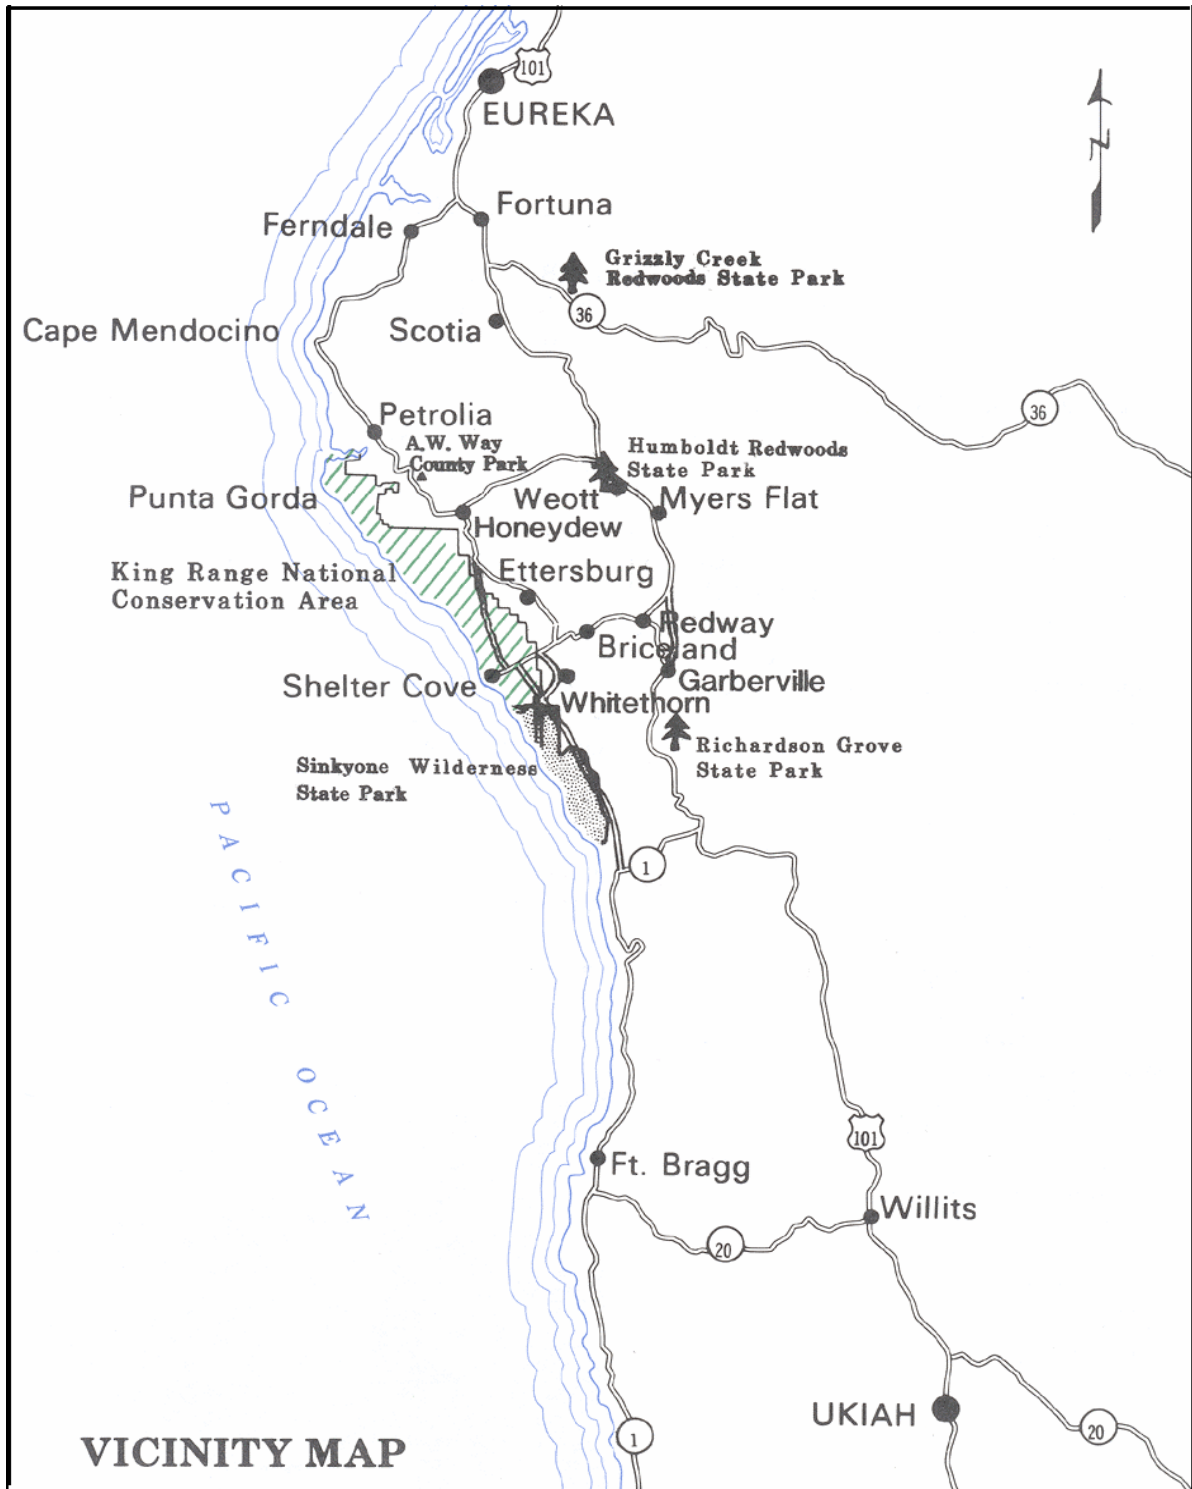 101
EUREKA
Fortuna
Ferndale
Grizzly Creek
Redwoods State Park
36
Cape Mendocino
Scotia
36
Petrolia
A.W. Way
County Park
Humboldt Redwoods
State Park
Punta Gorda
Weott
Myers Flat
Honeydew
King Range National
Conservation Area
Ettersburg
Redway
Briceland
Shelter Cove
Garberville
Whitethorn
Richardson Grove
State Park
Sinkyone Wilderness
State Park
PACIFIC OCEAN
1
101
Ft. Bragg
Willits
20
UKIAH
20
1
VICINITY MAP
N